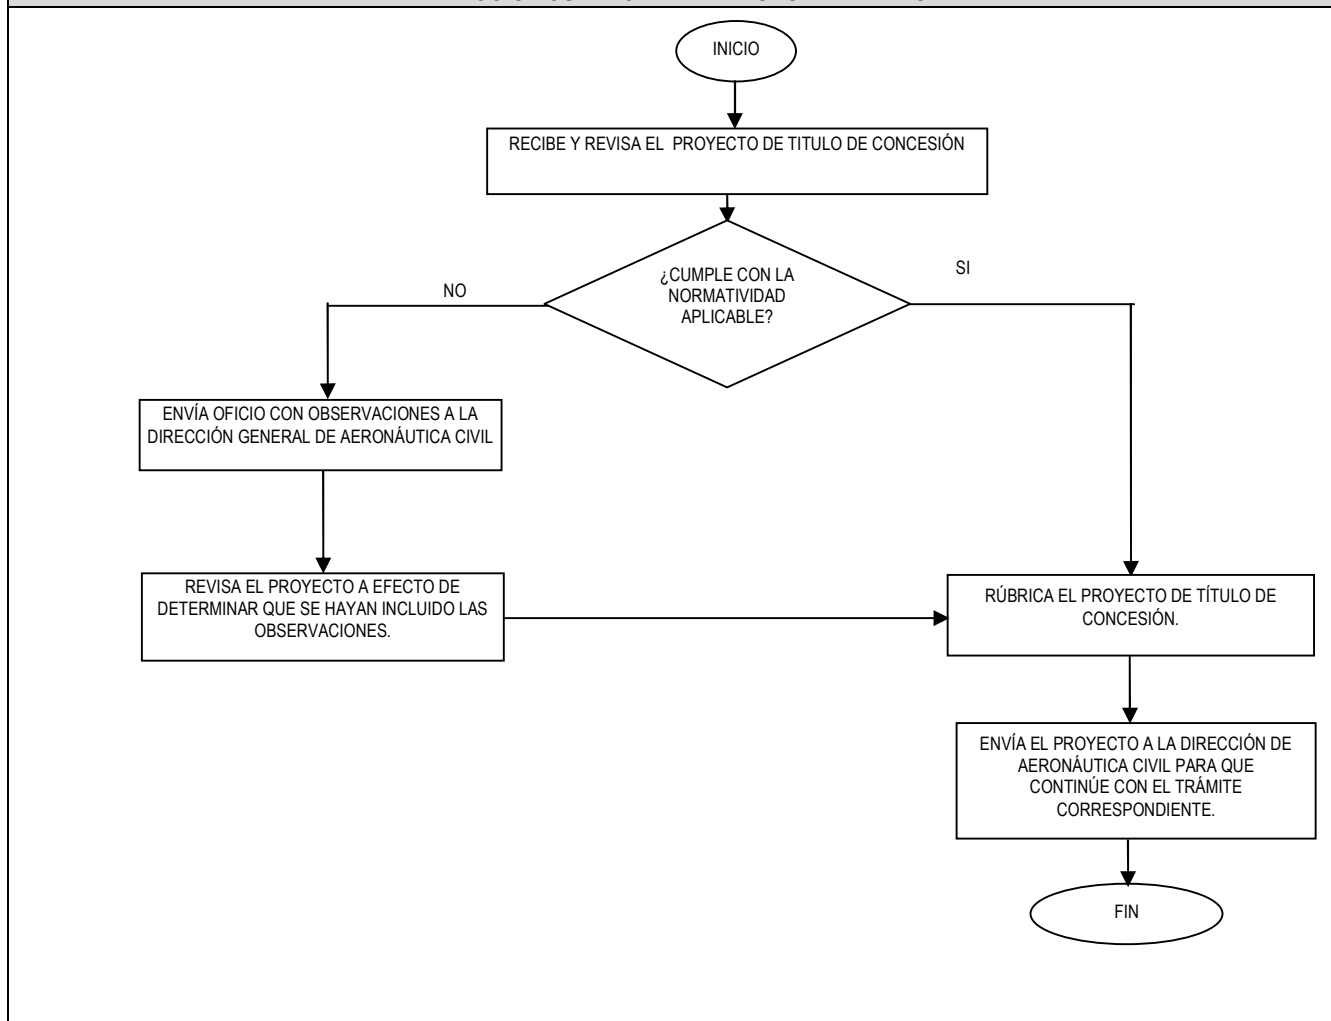 INICIO
RECIBE Y REVISA EL PROYECTO DE TITULO DE CONCESIÓN
¿CUMPLE CON LA
NORMATIVIDAD
APLICABLE?
SI
NO
ENVÍA OFICIO CON OBSERVACIONES A LA
DIRECCIÓN GENERAL DE AERONÁUTICA CIVIL
REVISA EL PROYECTO A EFECTO DE
DETERMINAR QUE SE HAYAN INCLUIDO LAS
OBSERVACIONES.
RÚBRICA EL PROYECTO DE TÍTULO DE
CONCESIÓN.
ENVÍA EL PROYECTO A LA DIRECCIÓN DE
AERONÁUTICA CIVIL PARA QUE
CONTINÚE CON EL TRÁMITE
CORRESPONDIENTE.
FIN